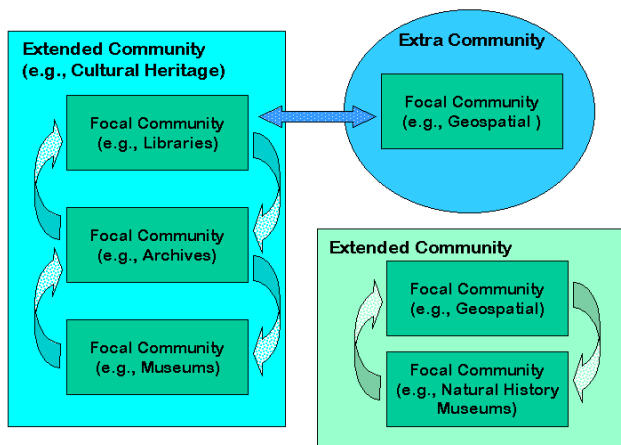 Extended Community
(e.g., Cultural Heritage)
Focal Community
(e.g., Libraries)
Focal Community
(e.g., Archives)
Focal Community
(e.g., Museums)
Extra Community
Focal Community
(e.g., Geospatial )
Extended Community
Focal Community
(e.g., Geospatial)
Focal Community
(e.g., Natural History
Museums)